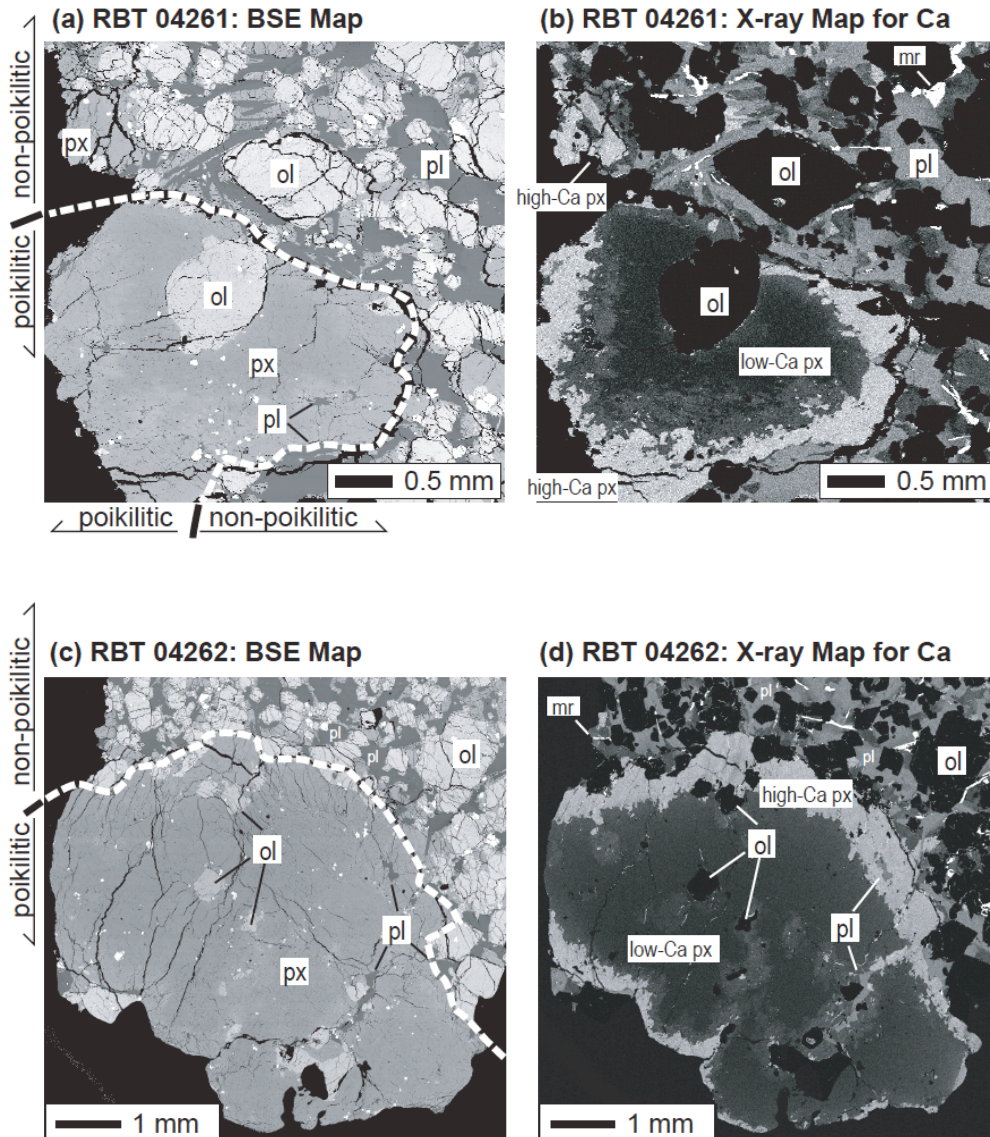 (a) RBT 04261: BSE Map
(b) RBT 04261: X-ray Map for Ca
non-poikilitic
poikilitic
px
ol
pl
ol
px
pl
0.5 mm
poikilitic
non-poikilitic
mr
pl
ol
high-Ca px
ol
low-Ca px
high-Ca px
0.5 mm
(c) RBT 04262: BSE Map
(d) RBT 04262: X-ray Map for Ca
non-poikilitic
poikilitic
pl
pl
ol
ol
pl
px
1 mm
pl
mr
pl
ol
high-Ca px
ol
pl
low-Ca px
1 mm